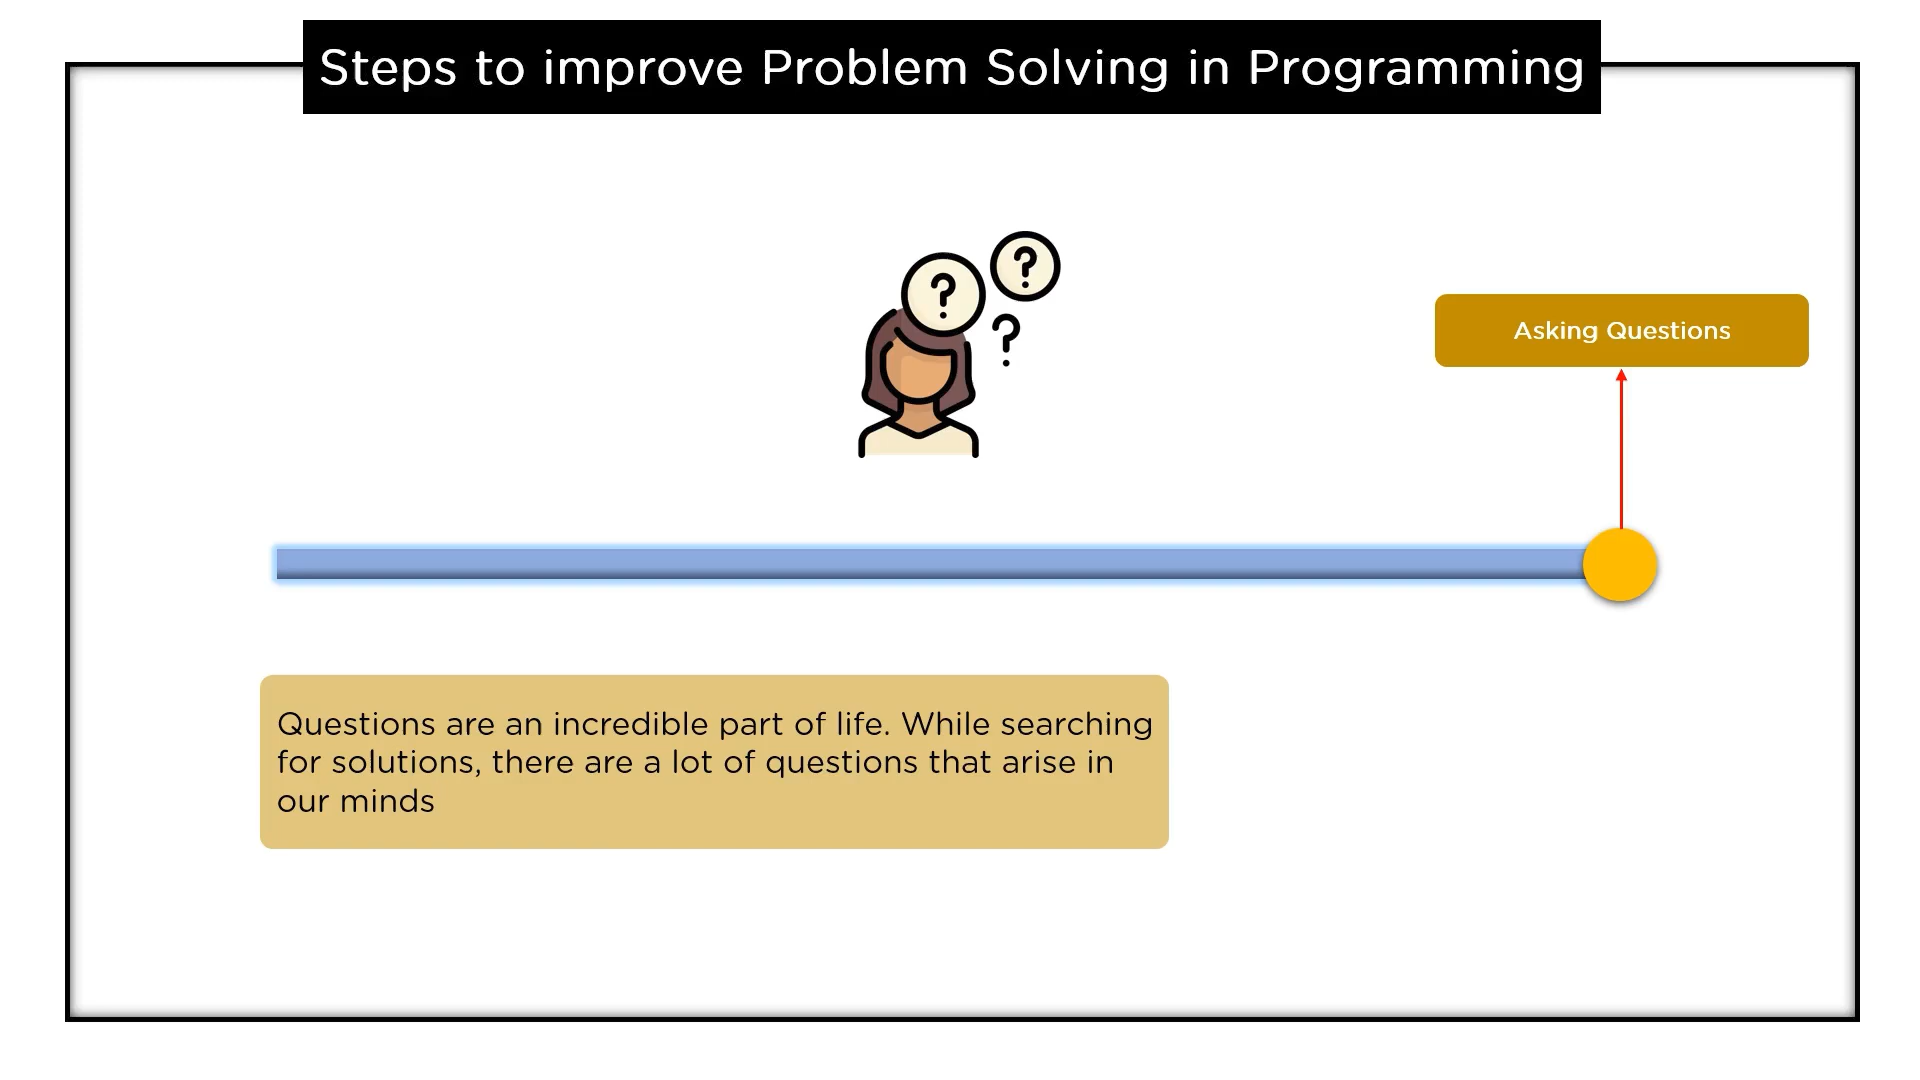 Steps to improve Problem Solving in Programming
? ?
?
Asking Questions
Questions are an incredible part of life. While searching
for solutions, there are a lot of questions that arise in
our minds